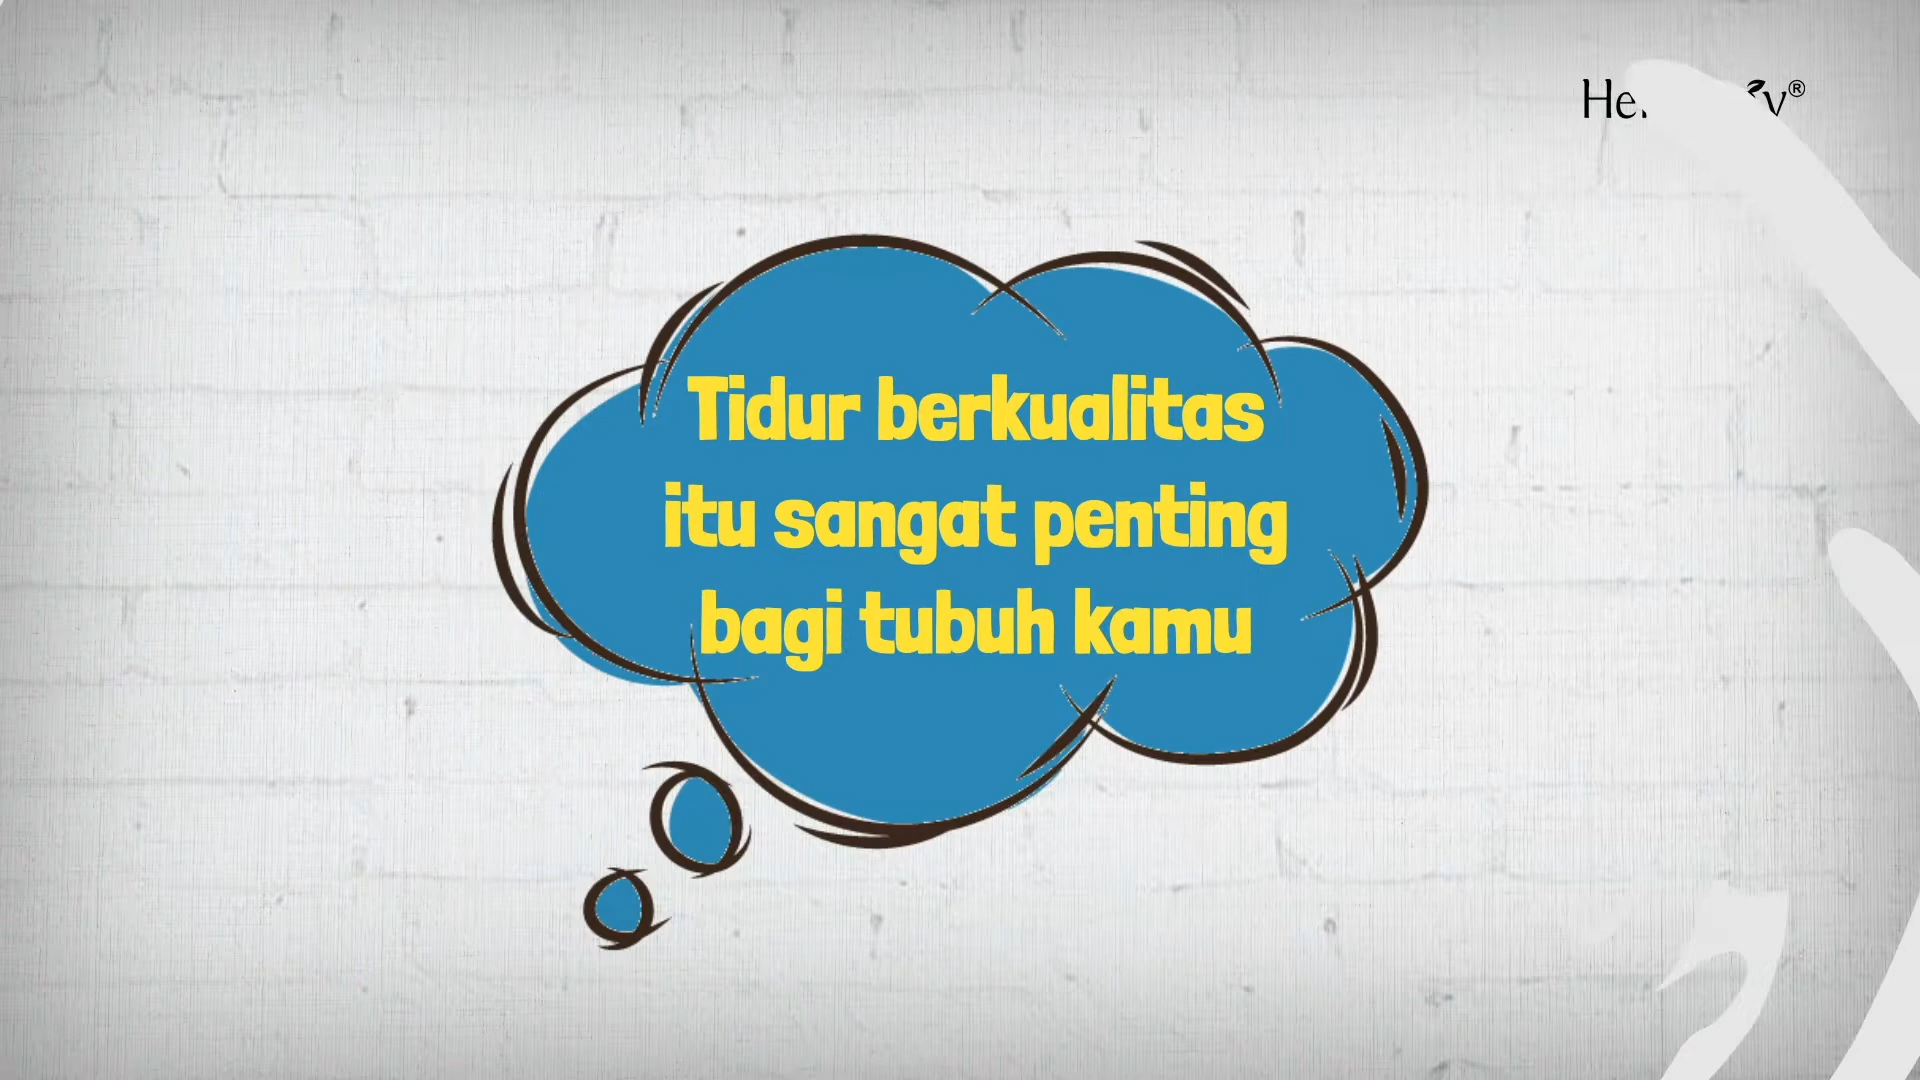 Tidur berkualitas
itu sangat penting
bagi tubuh kamu